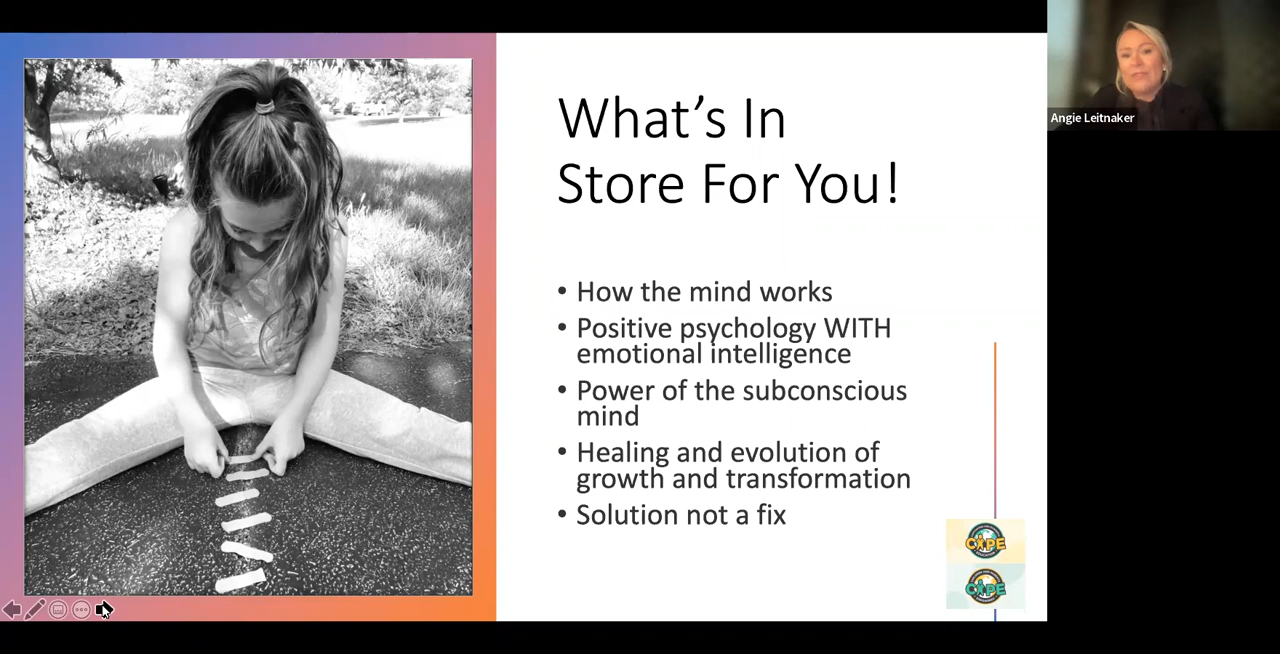 What's In
Store For You!
• How the mind works
• Positive psychology WITH
emotional intelligence
• Power of the subconscious
mind
• Healing and evolution of
growth and transformation
• Solution not a fix
Angie Leitnaker